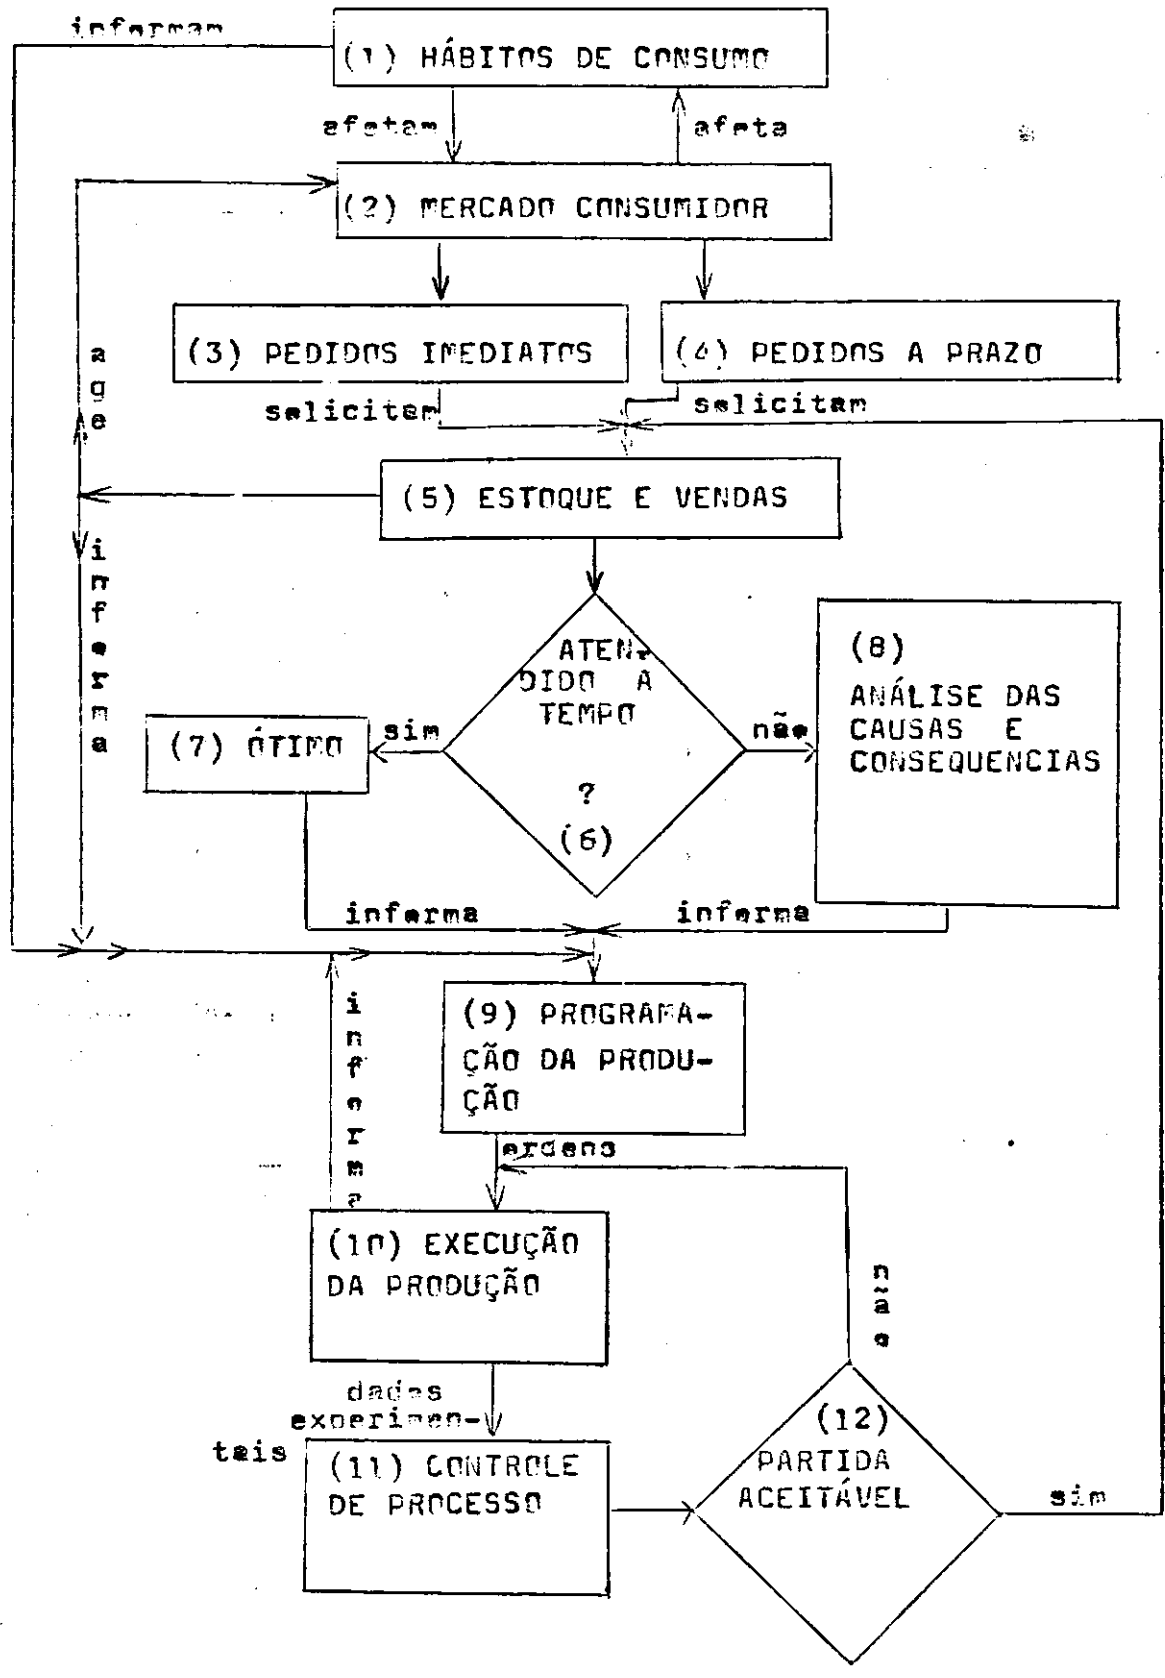 informam
(1) HÁBITOS DE CONSUMO
afetam
afeta
(2) MERCADO CONSUMIDOR
(3) PEDIDOS IMEDIATOS
(4) PEDIDOS A PRAZO
age
solicitam
solicitam
(5) ESTOQUE E VENDAS
informa
ATEN-
DIDO A
TEMPO
?
(6)
sim
não
(7) ÓTIMO
(8)
ANÁLISE DAS
CAUSAS E
CONSEQUENCIAS
informa
informa
(9) PROGRAMA-
ÇÃO DA PRODU-
ÇÃO
informa
ordens
(10) EXECUÇÃO
DA PRODUÇÃO
não
dados
experimen-
tais
(11) CONTROLE
DE PROCESSO
(12)
PARTIDA
ACEITÁVEL
sim